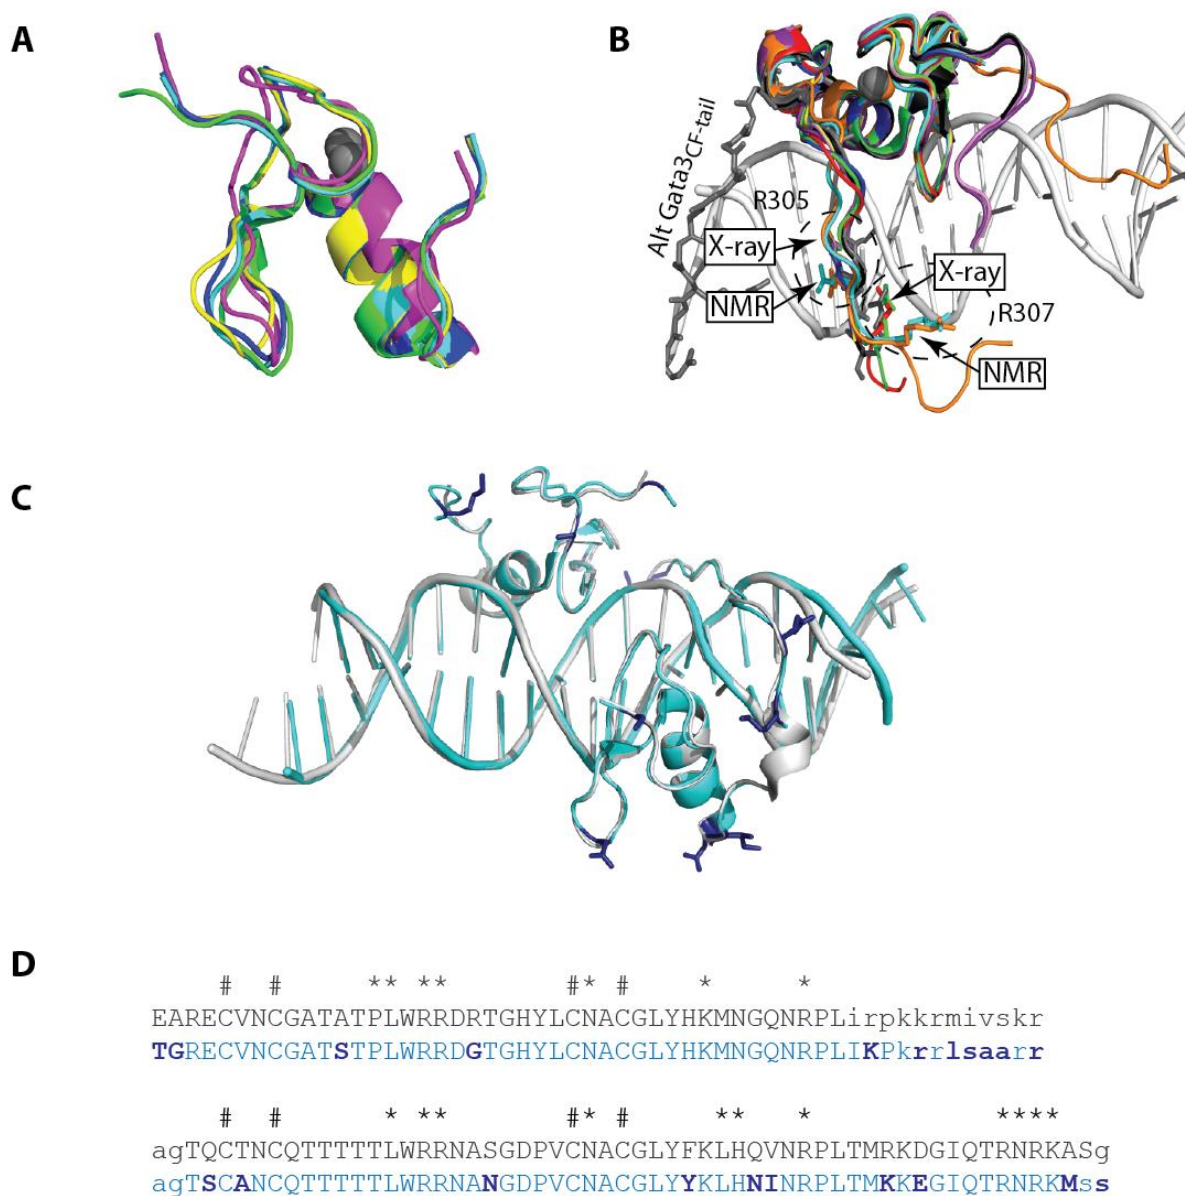 A
B
Alt Gata3CF-tail
R305
X-ray
X-ray
NMR
R307
NMR
C
D
# # ** ** #* # * *
EARECVNCGATATPLWRRDRTGHYLCNACGLYHKMNGQNRPLirpkkrmivskr
TGRECVNCGATSTPLWRRDGTGHYLCNACGLYHKMNGQNRPLIKPkrrlsaarr
# # * ** #* # ** * ****
agTQCTNCQTTTTTLWRRNASGDPVCNACGLYFKLHQVNRPLTMRKDGIQTRNRKASg
agTSCANCQTTTTTLWRRNANGDPVCNACGLYYKLHNINRPLTMKKEGIQTRNRKMss